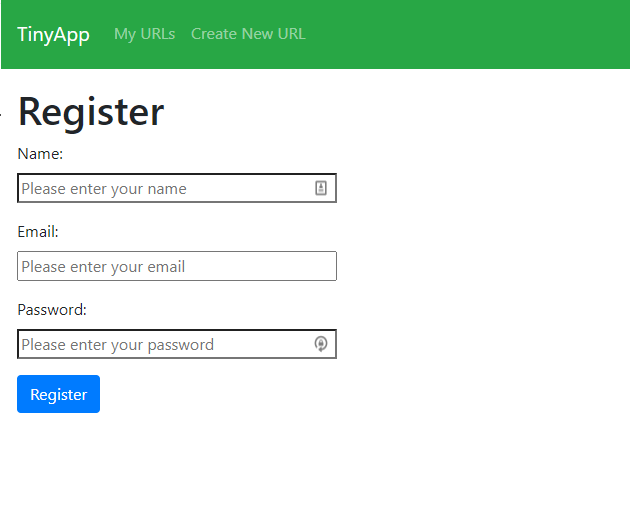 TinyApp My URLs Create New URL
Register
Name:
Please enter your name
Email:
Please enter your email
Password:
Please enter your password
Register